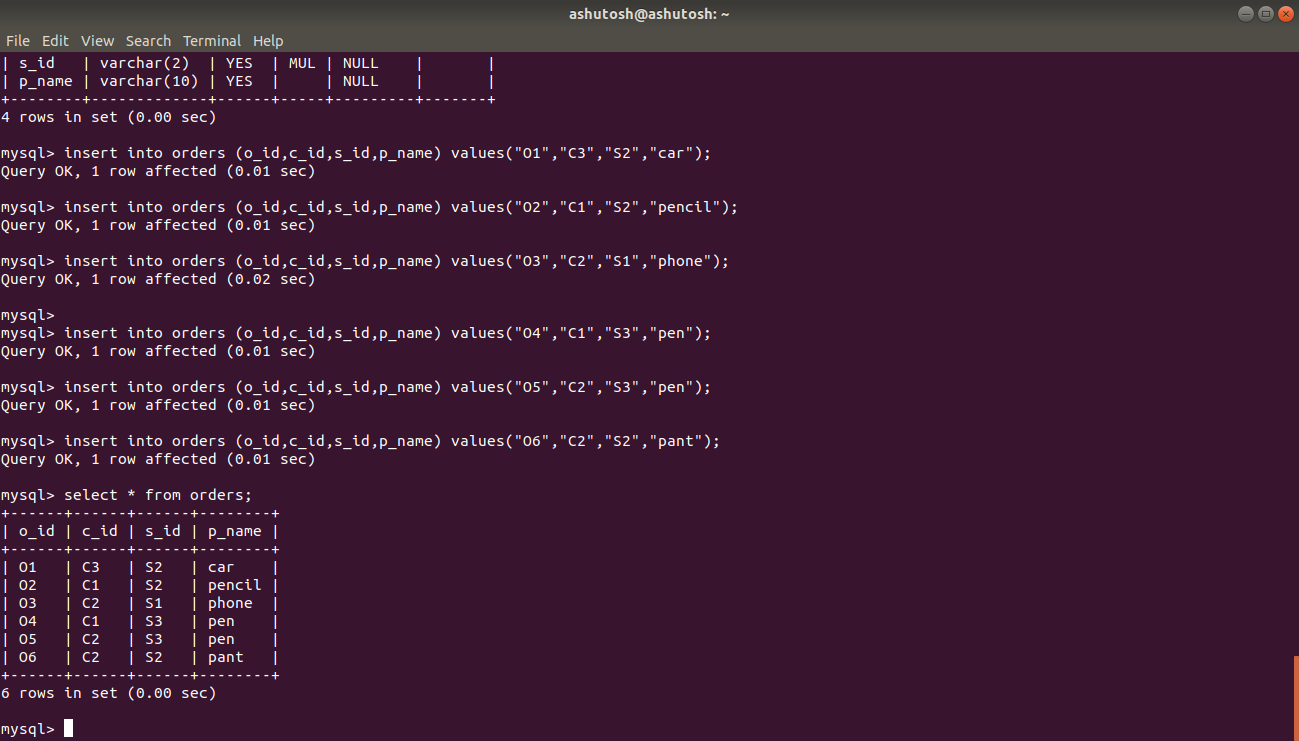 ashutosh@ashutosh: ~
File Edit View Search Terminal Help
| s_id   | varchar(2)  | YES  | MUL | NULL    |       |
| p_name | varchar(10) | YES  |     | NULL    |       |
+--------+-------------+------+-----+---------+-------+
4 rows in set (0.00 sec)

mysql> insert into orders (o_id,c_id,s_id,p_name) values("O1","C3","S2","car");
Query OK, 1 row affected (0.01 sec)

mysql> insert into orders (o_id,c_id,s_id,p_name) values("O2","C1","S2","pencil");
Query OK, 1 row affected (0.01 sec)

mysql> insert into orders (o_id,c_id,s_id,p_name) values("O3","C2","S1","phone");
Query OK, 1 row affected (0.02 sec)

mysql>
mysql> insert into orders (o_id,c_id,s_id,p_name) values("O4","C1","S3","pen");
Query OK, 1 row affected (0.01 sec)

mysql> insert into orders (o_id,c_id,s_id,p_name) values("O5","C2","S3","pen");
Query OK, 1 row affected (0.01 sec)

mysql> insert into orders (o_id,c_id,s_id,p_name) values("O6","C2","S2","pant");
Query OK, 1 row affected (0.01 sec)

mysql> select * from orders;
+------+------+------+--------+
| o_id | c_id | s_id | p_name |
+------+------+------+--------+
| O1   | C3   | S2   | car    |
| O2   | C1   | S2   | pencil |
| O3   | C2   | S1   | phone  |
| O4   | C1   | S3   | pen    |
| O5   | C2   | S3   | pen    |
| O6   | C2   | S2   | pant   |
+------+------+------+--------+
6 rows in set (0.00 sec)

mysql>